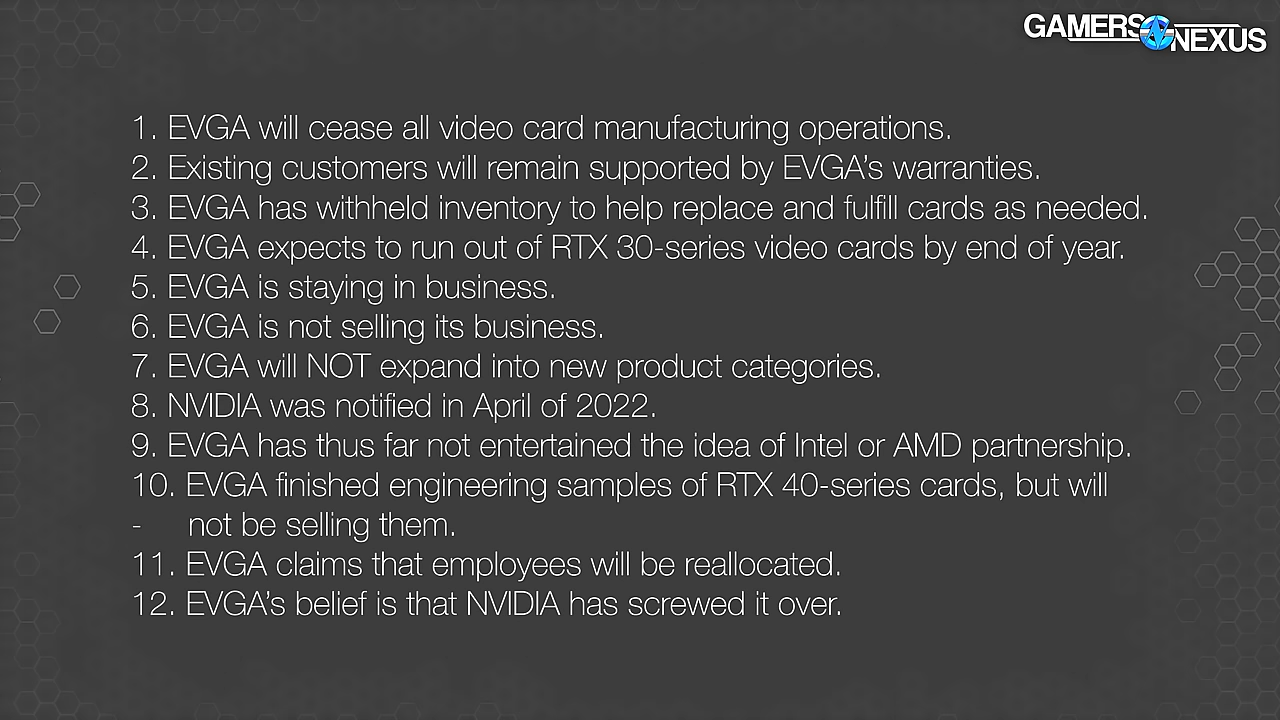 GAMERS NEXUS
1. EVGA will cease all video card manufacturing operations.
2. Existing customers will remain supported by EVGA’s warranties.
3. EVGA has withheld inventory to help replace and fulfill cards as needed.
4. EVGA expects to run out of RTX 30-series video cards by end of year.
5. EVGA is staying in business.
6. EVGA is not selling its business.
7. EVGA will NOT expand into new product categories.
8. NVIDIA was notified in April of 2022.
9. EVGA has thus far not entertained the idea of Intel or AMD partnership.
10. EVGA finished engineering samples of RTX 40-series cards, but will
- not be selling them.
11. EVGA claims that employees will be reallocated.
12. EVGA’s belief is that NVIDIA has screwed it over.